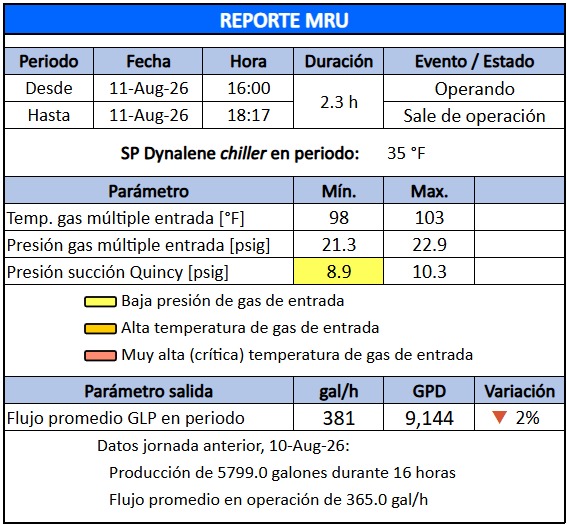 REPORTE MRU
Periodo Fecha Hora Duración Evento / Estado
Desde 11-Aug-26 16:00 2.3 h Operando
Hasta 11-Aug-26 18:17 Sale de operación
SP Dynalene chiller en periodo: 35 °F
Parámetro Mín. Max.
Temp. gas múltiple entrada [°F] 98 103
Presión gas múltiple entrada [psig] 21.3 22.9
Presión succión Quincy [psig] 8.9 10.3
Baja presión de gas de entrada
Alta temperatura de gas de entrada
Muy alta (crítica) temperatura de gas de entrada
Parámetro salida gal/h GPD Variación
Flujo promedio GLP en periodo 381 9,144 ▼ 2%
Datos jornada anterior, 10-Aug-26:
Producción de 5799.0 galones durante 16 horas
Flujo promedio en operación de 365.0 gal/h